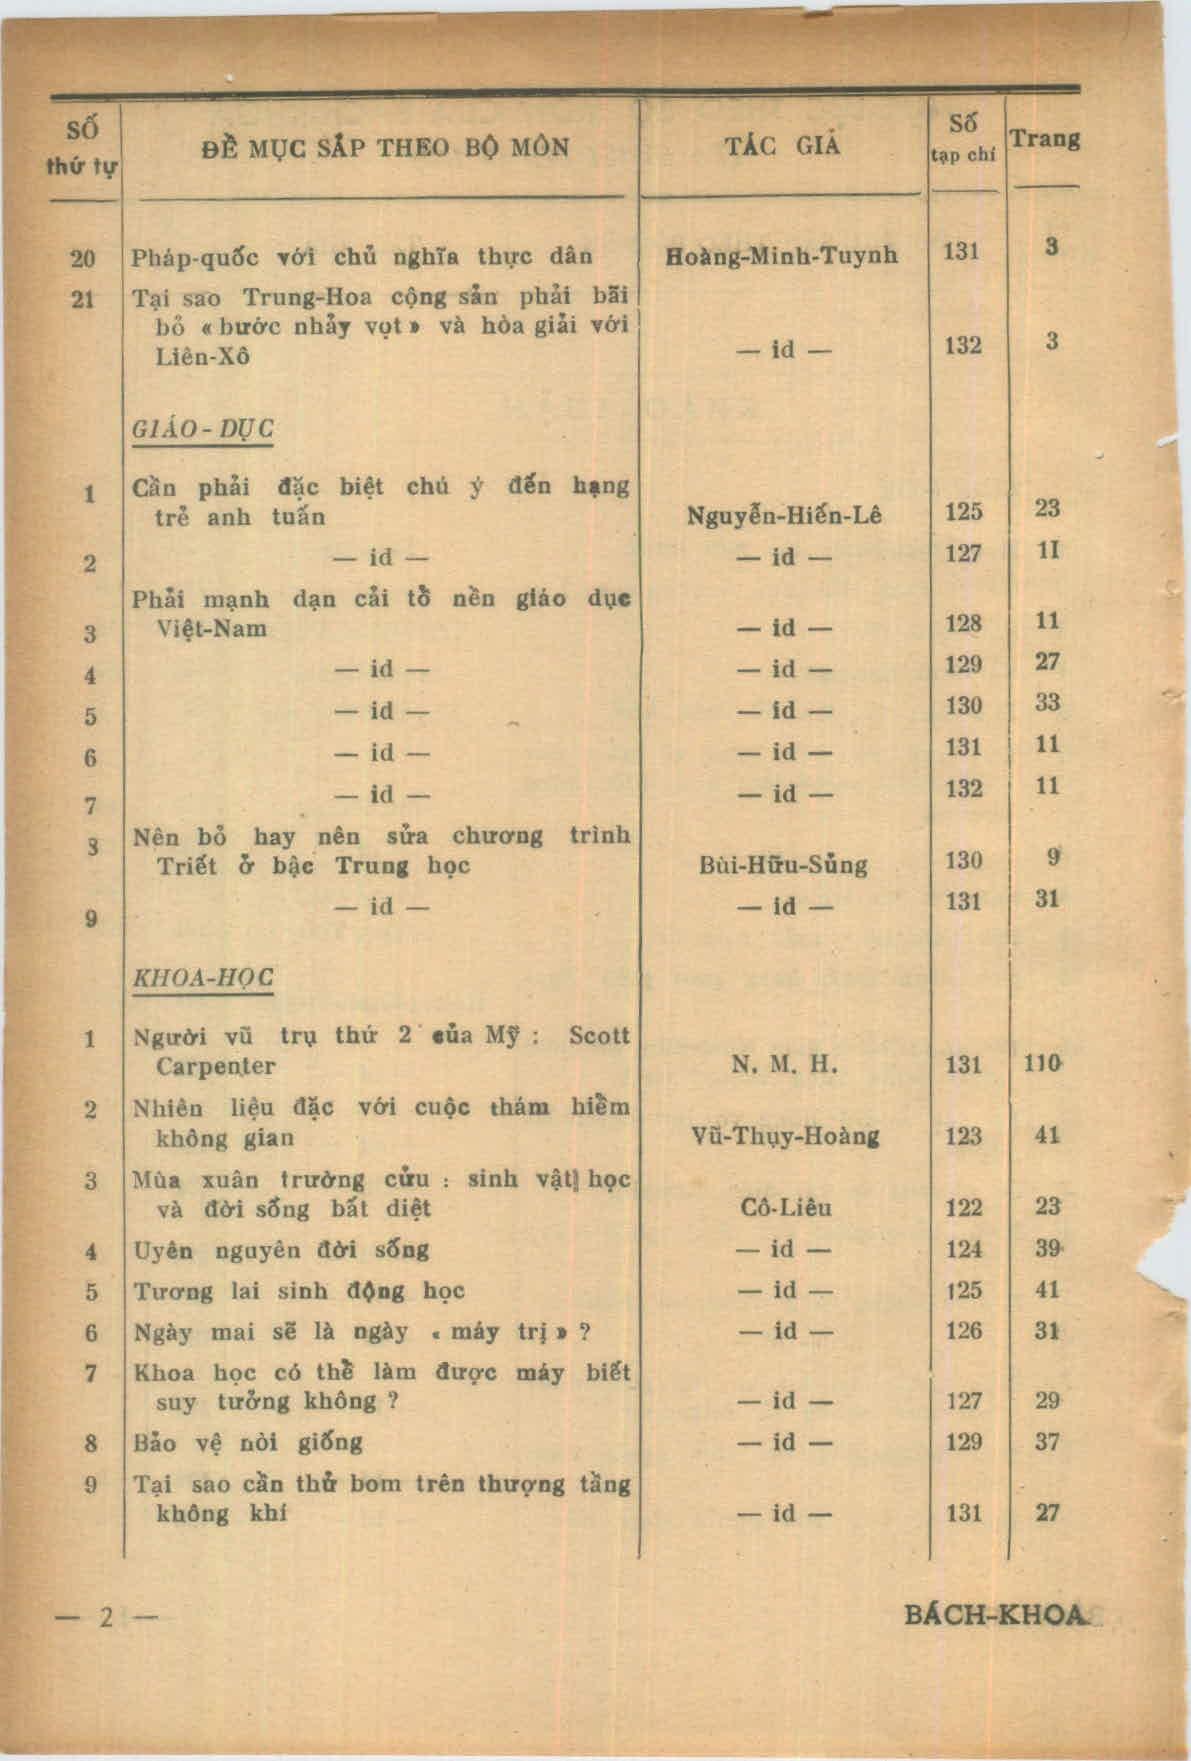 SỐ thứ tự | ĐỀ MỤC SẮP THEO BỘ MÔN | TÁC GIẢ | Số tạp chí | Trang
20 Pháp-quốc với chủ nghĩa thực dân Hoàng-Minh-Tuynh 131 3
21 Tại sao Trung-Hoa cộng sản phải bãi
bỏ « bước nhảy vọt » và hòa giải với
Liên-Xô — id — 132 3
GIÁO-DỤC
1 Cần phải đặc biệt chú ý đến hạng
trẻ anh tuấn Nguyễn-Hiến-Lê 125 23
2 — id — — id — 127 1I
Phải mạnh dạn cải tổ nền giáo dục
3 Việt-Nam — id — 128 11
4 — id — — id — 129 27
5 — id — — id — 130 33
6 — id — — id — 131 11
7 — id — — id — 132 11
8 Nên bỏ hay nên sửa chương trình
Triết ở bậc Trung học Bùi-Hữu-Sủng 130 9
9 — id — — id — 131 31
KHOA-HỌC
1 Người vũ trụ thứ 2 của Mỹ : Scott
Carpenter N. M. H. 131 110
2 Nhiên liệu đặc với cuộc thám hiểm
không gian Vũ-Thụy-Hoàng 123 41
3 Mùa xuân trường cửu : sinh vật học
và đời sống bất diệt Cô-Liêu 122 23
4 Uyên nguyên đời sống — id — 124 39
5 Tương lai sinh động học — id — 125 41
6 Ngày mai sẽ là ngày « máy trị » ? — id — 126 31
7 Khoa học có thể làm được máy biết
suy tưởng không ? — id — 127 29
8 Bảo vệ nòi giống — id — 129 37
9 Tại sao cần thử bom trên thượng tầng
không khí — id — 131 27
— 2 — BÁCH-KHOA